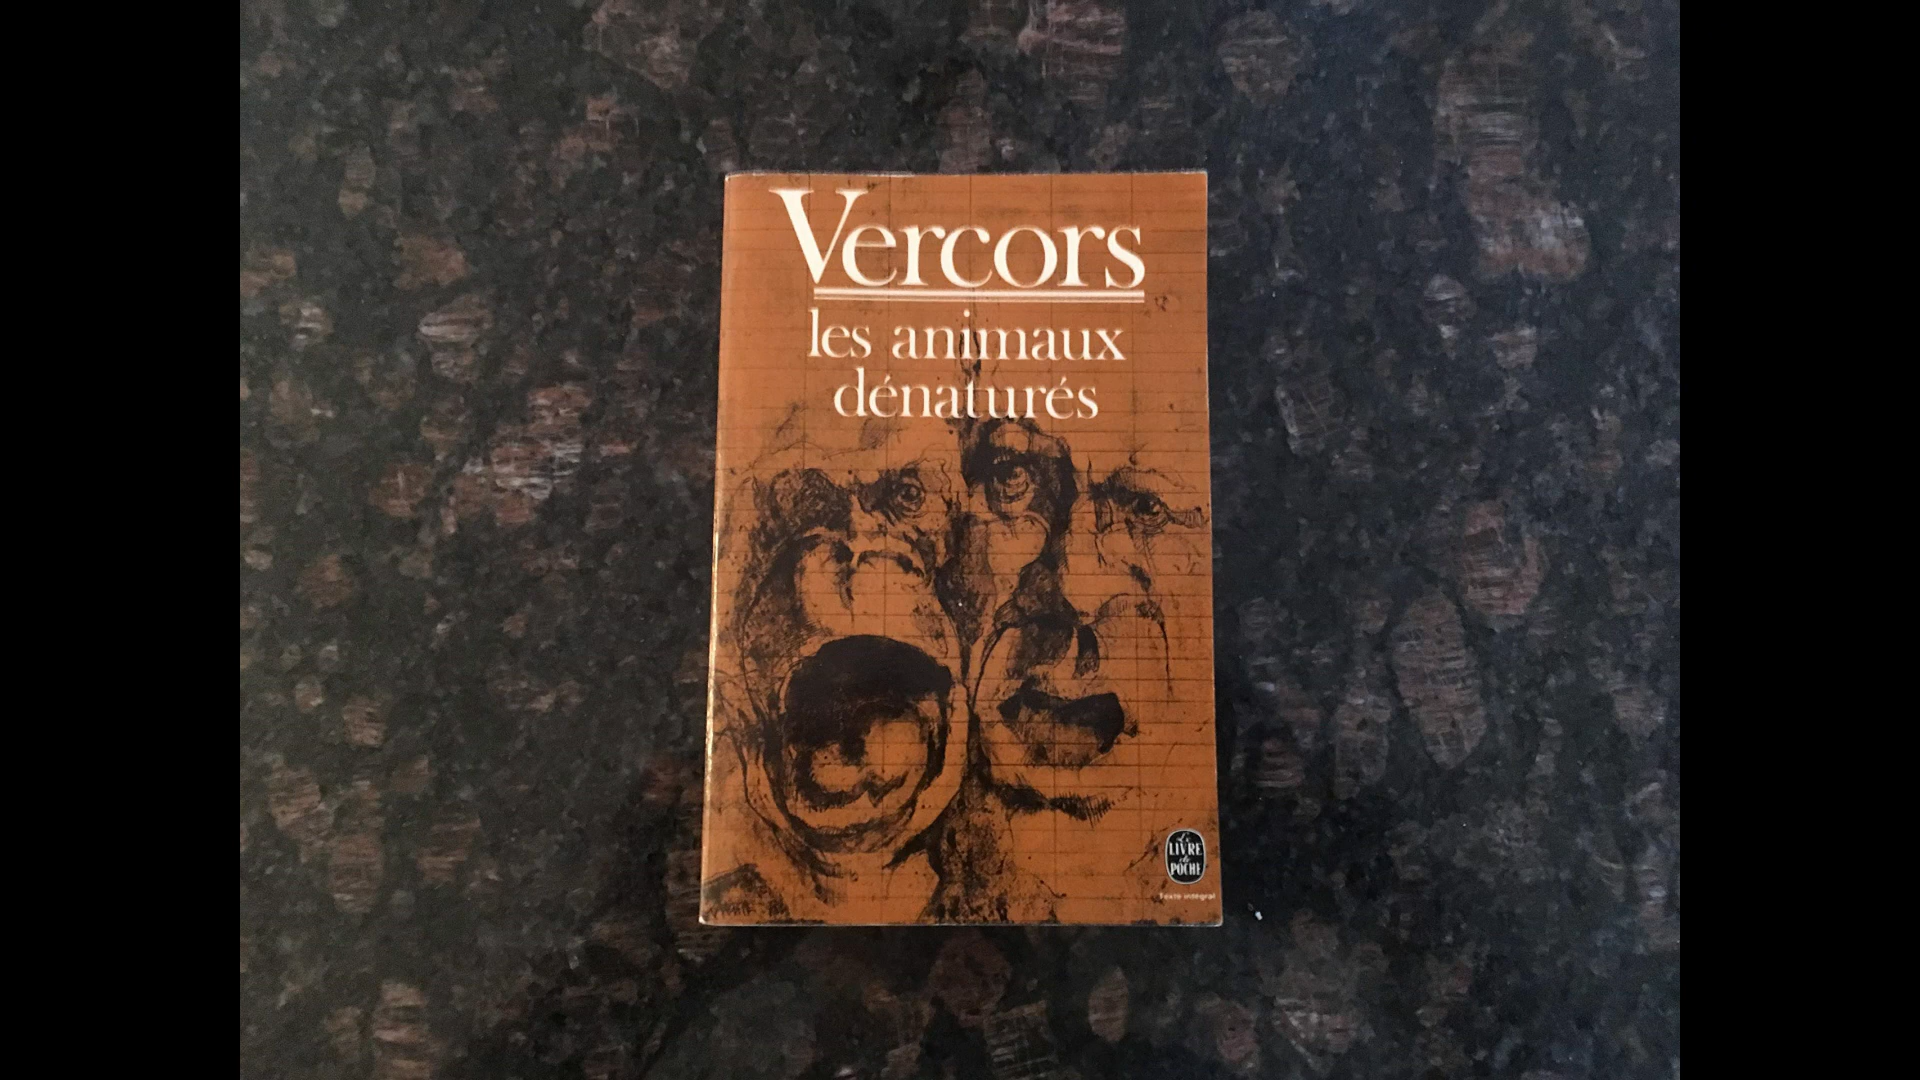 Vercors
les animaux
dénaturés
Le
LIVRE
de
POCHE
Texte intégral